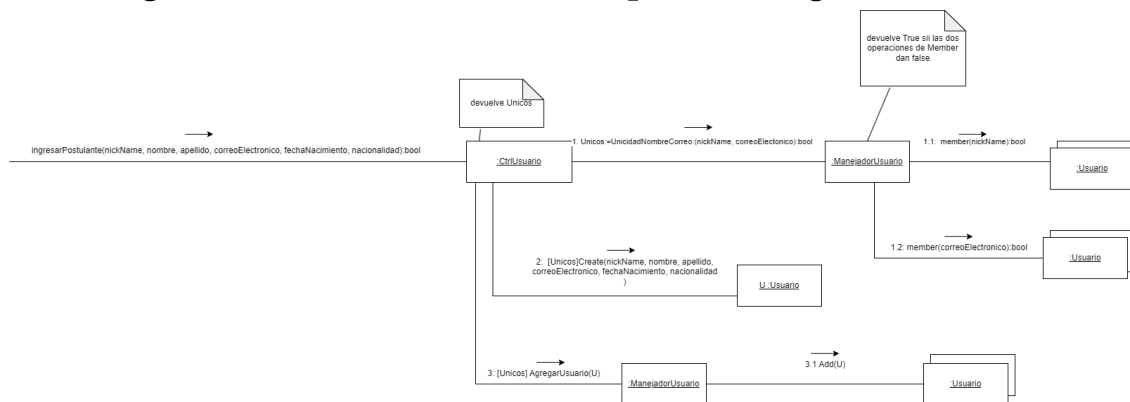 devuelve True sii las dos
operaciones de Member
dan false
devuelve Unicos
ingresarPostulante(nickName, nombre, apellido, correoElectronico, fechaNacimiento, nacionalidad):bool
1. Unicos:=UnicidadNombreCorreo:(nickName, correoElectonico):bool
1.1: member(nickName):bool
:CtrlUsuario
:ManejadorUsuario
:Usuario
1.2: member(correoElectronico):bool
:Usuario
2: [Unicos]Create(nickName, nombre, apellido,
correoElectronico, fechaNacimiento, nacionalidad
)
U :Usuario
3: [Unicos] AgregarUsuario(U)
3.1 Add(U)
:ManejadorUsuario
:Usuario